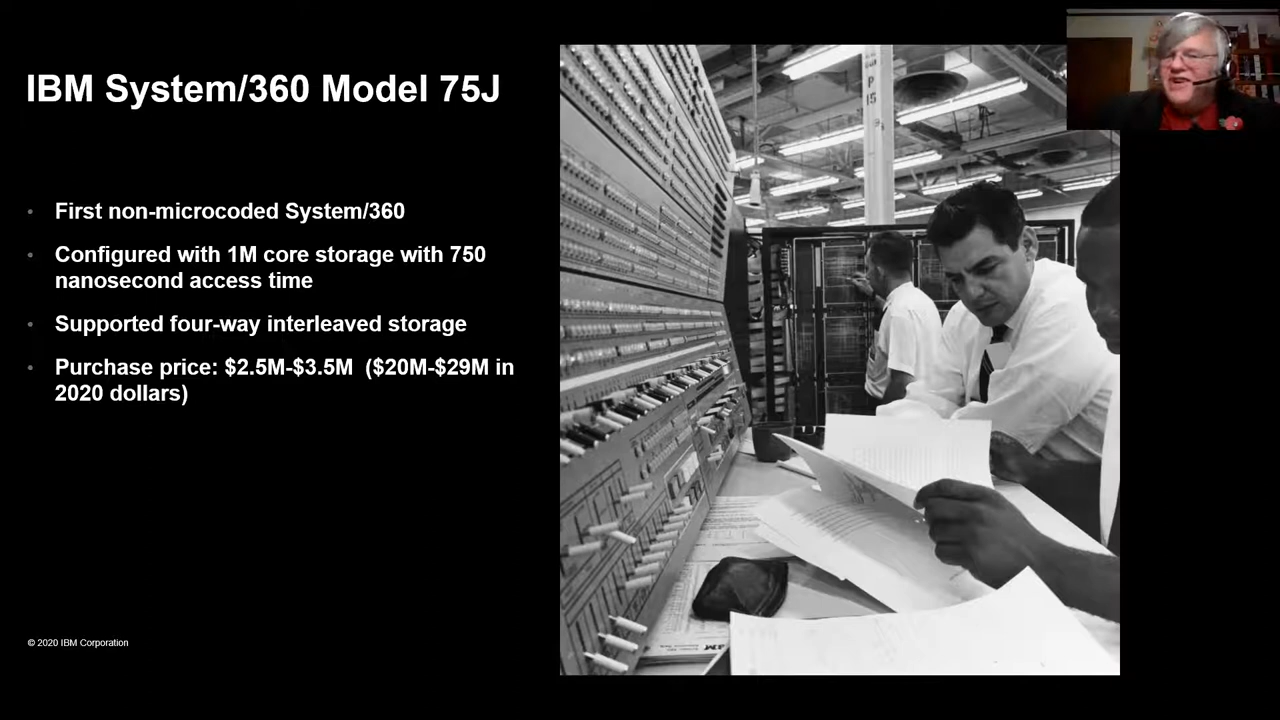 IBM System/360 Model 75J
• First non-microcoded System/360
• Configured with 1M core storage with 750
nanosecond access time
• Supported four-way interleaved storage
• Purchase price: $2.5M-$3.5M ($20M-$29M in
2020 dollars)
© 2020 IBM Corporation
P
15